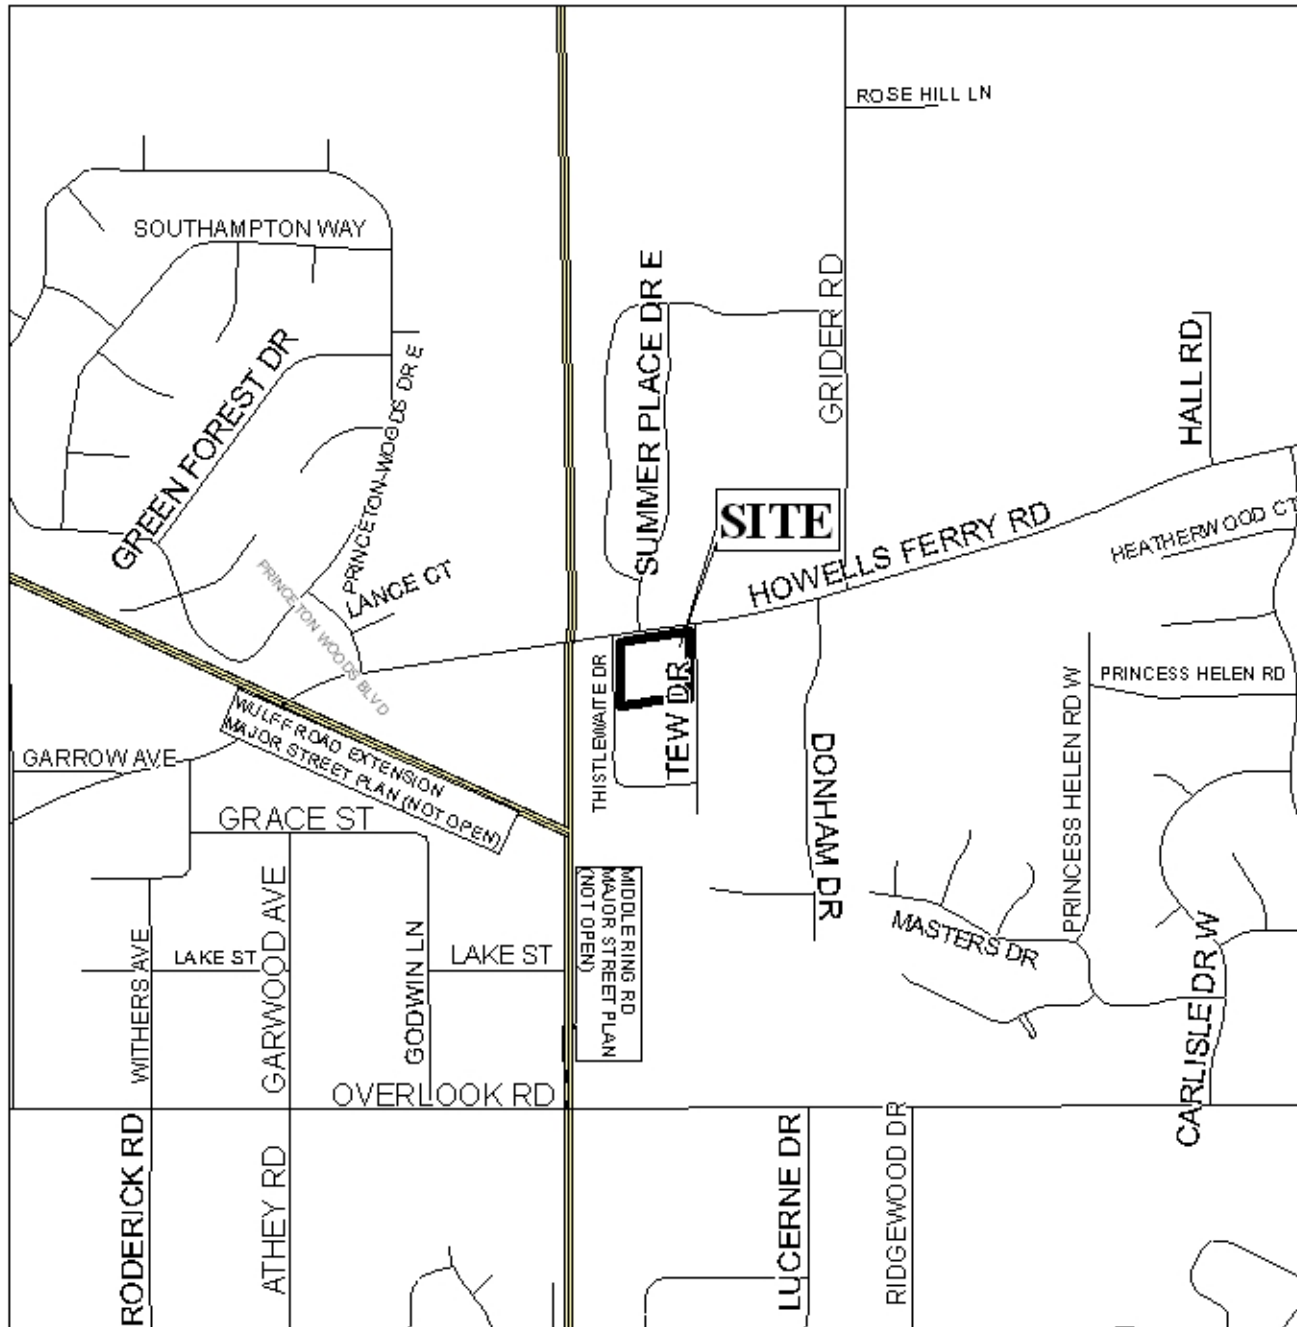 ROSE HILL LN
SOUTHAMPTON WAY
SUMMER PLACE DR E
GRIDER RD
HALL RD
GREEN FOREST DR
PRINCETON-WOODS DR E
SITE
HOWELLS FERRY RD
HEATHERWOOD CT
LANCE CT
PRINCETON WOODS BLVD
THISTLEWAITE DR
TEW DR
PRINCESS HELEN RD W
PRINCESS HELEN RD
WULFF ROAD EXTENSION
MAJOR STREET PLAN (NOT OPEN)
GARROW AVE
GRACE ST
DONHAM DR
MIDDLERING RD
MAJOR STREET PLAN
(NOT OPEN)
MASTERS DR
CARLISLE DR W
WITHERS AVE
LAKE ST
GARWOOD AVE
GODWIN LN
LAKE ST
OVERLOOK RD
RODERICK RD
ATHEY RD
LUCERNE DR
RIDGEWOOD DR